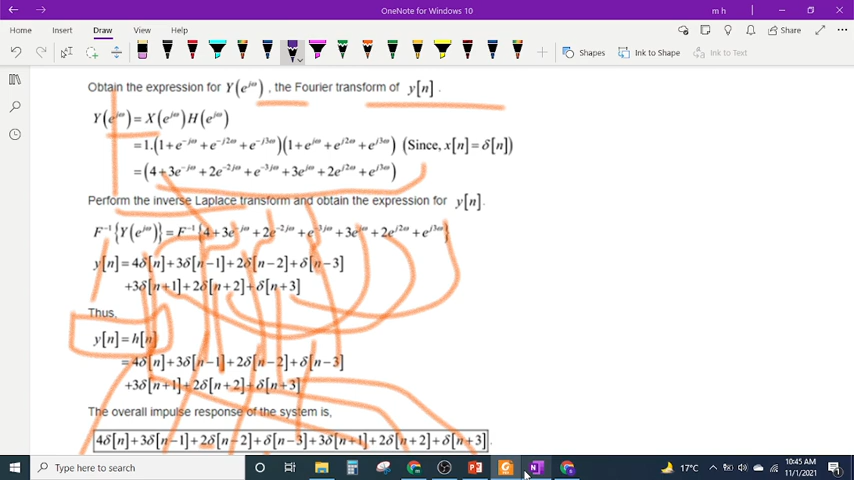 OneNote for Windows 10
m h
Home Insert Draw View Help
Share
Shapes Ink to Shape Ink to Text
Obtain the expression for Y(e^{jω}), the Fourier transform of y[n].
Y(e^{jω}) = X(e^{jω})H(e^{jω})
= 1.(1+e^{-jω}+e^{-j2ω}+e^{-j3ω})(1+e^{jω}+e^{j2ω}+e^{j3ω}) (Since, x[n]=δ[n])
= (4+3e^{-jω}+2e^{-2jω}+e^{-3jω}+3e^{jω}+2e^{j2ω}+e^{j3ω})
Perform the inverse Laplace transform and obtain the expression for y[n].
F^{-1}{Y(e^{jω})} = F^{-1}{4+3e^{-jω}+2e^{-2jω}+e^{-3jω}+3e^{jω}+2e^{j2ω}+e^{j3ω}}
y[n] = 4δ[n]+3δ[n−1]+2δ[n−2]+δ[n−3]
+3δ[n+1]+2δ[n+2]+δ[n+3]
Thus,
y[n] = h[n]
= 4δ[n]+3δ[n−1]+2δ[n−2]+δ[n−3]
+3δ[n+1]+2δ[n+2]+δ[n+3]
The overall impulse response of the system is,
4δ[n]+3δ[n−1]+2δ[n−2]+δ[n−3]+3δ[n+1]+2δ[n+2]+δ[n+3].
Type here to search
17°C
10:45 AM
11/1/2021